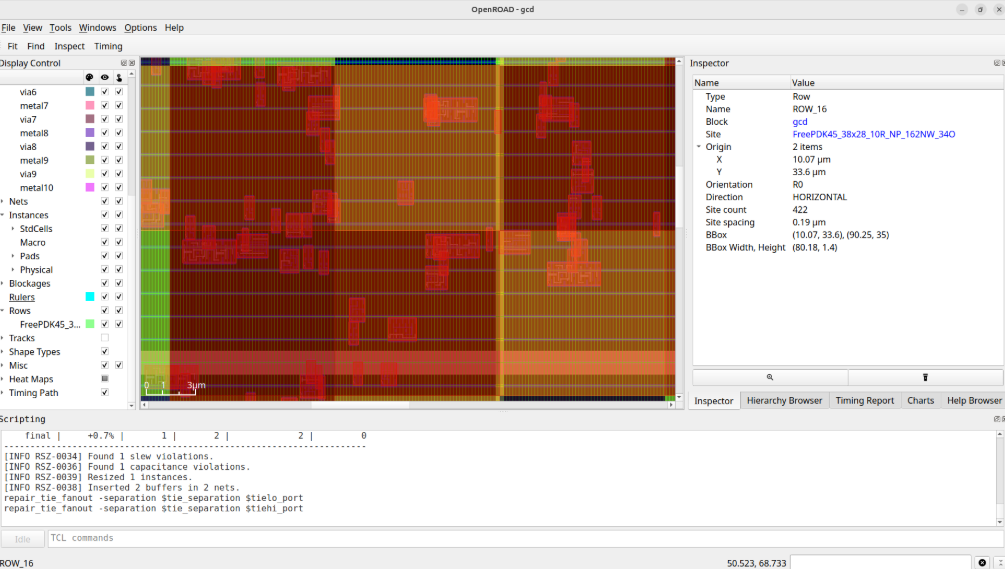 OpenROAD - gcd
File View Tools Windows Options Help
Fit Find Inspect Timing
Display Control
via6
metal7
via7
metal8
via8
metal9
via9
metal10
Nets
Instances
StdCells
Macro
Pads
Physical
Blockages
Rulers
Rows
FreePDK45_3...
Tracks
Shape Types
Misc
Heat Maps
Timing Path
0 1 3μm
Inspector
Name Value
Type Row
Name ROW_16
Block gcd
Site FreePDK45_38x28_10R_NP_162NW_34O
Origin 2 items
X 10.07 μm
Y 33.6 μm
Orientation R0
Direction HORIZONTAL
Site count 422
Site spacing 0.19 μm
BBox (10.07, 33.6), (90.25, 35)
BBox Width, Height (80.18, 1.4)
Inspector Hierarchy Browser Timing Report Charts Help Browser
Scripting
final | +0.7% | 1 | 2 | 2 | 0
[INFO RSZ-0034] Found 1 slew violations.
[INFO RSZ-0036] Found 1 capacitance violations.
[INFO RSZ-0039] Resized 1 instances.
[INFO RSZ-0038] Inserted 2 buffers in 2 nets.
repair_tie_fanout -separation $tie_separation $tielo_port
repair_tie_fanout -separation $tie_separation $tiehi_port
Idle TCL commands
ROW_16 50.523, 68.733